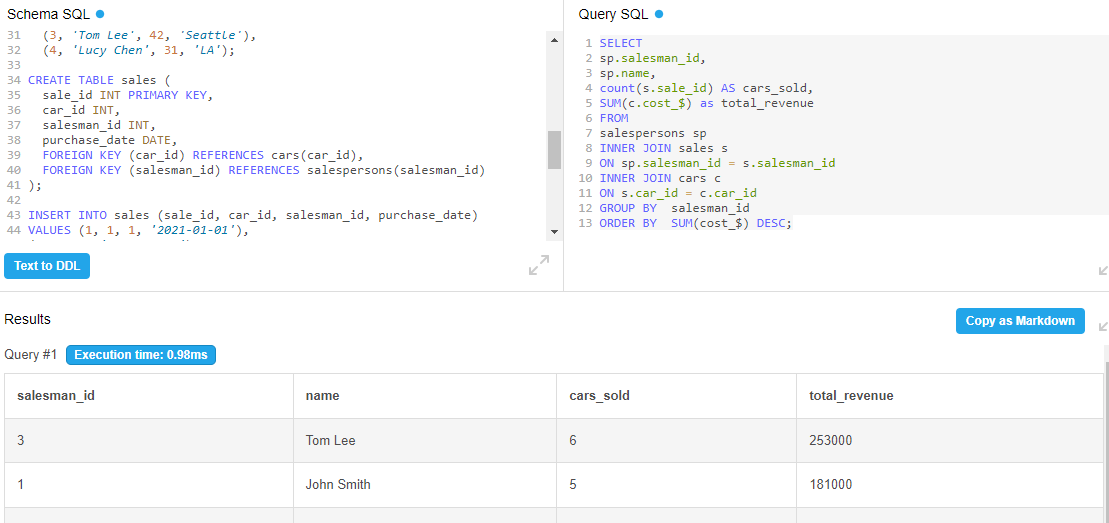 Schema SQL
31 (3, 'Tom Lee', 42, 'Seattle'),
32 (4, 'Lucy Chen', 31, 'LA');
33
34 CREATE TABLE sales (
35 sale_id INT PRIMARY KEY,
36 car_id INT,
37 salesman_id INT,
38 purchase_date DATE,
39 FOREIGN KEY (car_id) REFERENCES cars(car_id),
40 FOREIGN KEY (salesman_id) REFERENCES salespersons(salesman_id)
41 );
42
43 INSERT INTO sales (sale_id, car_id, salesman_id, purchase_date)
44 VALUES (1, 1, 1, '2021-01-01'),
Text to DDL
Query SQL
1 SELECT
2 sp.salesman_id,
3 sp.name,
4 count(s.sale_id) AS cars_sold,
5 SUM(c.cost_$) as total_revenue
6 FROM
7 salespersons sp
8 INNER JOIN sales s
9 ON sp.salesman_id = s.salesman_id
10 INNER JOIN cars c
11 ON s.car_id = c.car_id
12 GROUP BY  salesman_id
13 ORDER BY  SUM(cost_$) DESC;
Results
Copy as Markdown
Query #1 Execution time: 0.98ms
salesman_id name cars_sold total_revenue
3 Tom Lee 6 253000
1 John Smith 5 181000